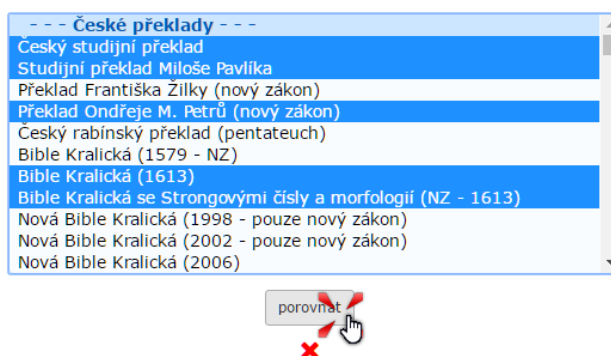 - - - České překlady - - -
Český studijní překlad
Studijní překlad Miloše Pavlíka
Překlad Františka Žilky (nový zákon)
Překlad Ondřeje M. Petrů (nový zákon)
Český rabínský překlad (pentateuch)
Bible Kralická (1579 - NZ)
Bible Kralická (1613)
Bible Kralická se Strongovými čísly a morfologií (NZ - 1613)
Nová Bible Kralická (1998 - pouze nový zákon)
Nová Bible Kralická (2002 - pouze nový zákon)
Nová Bible Kralická (2006)
porovnat